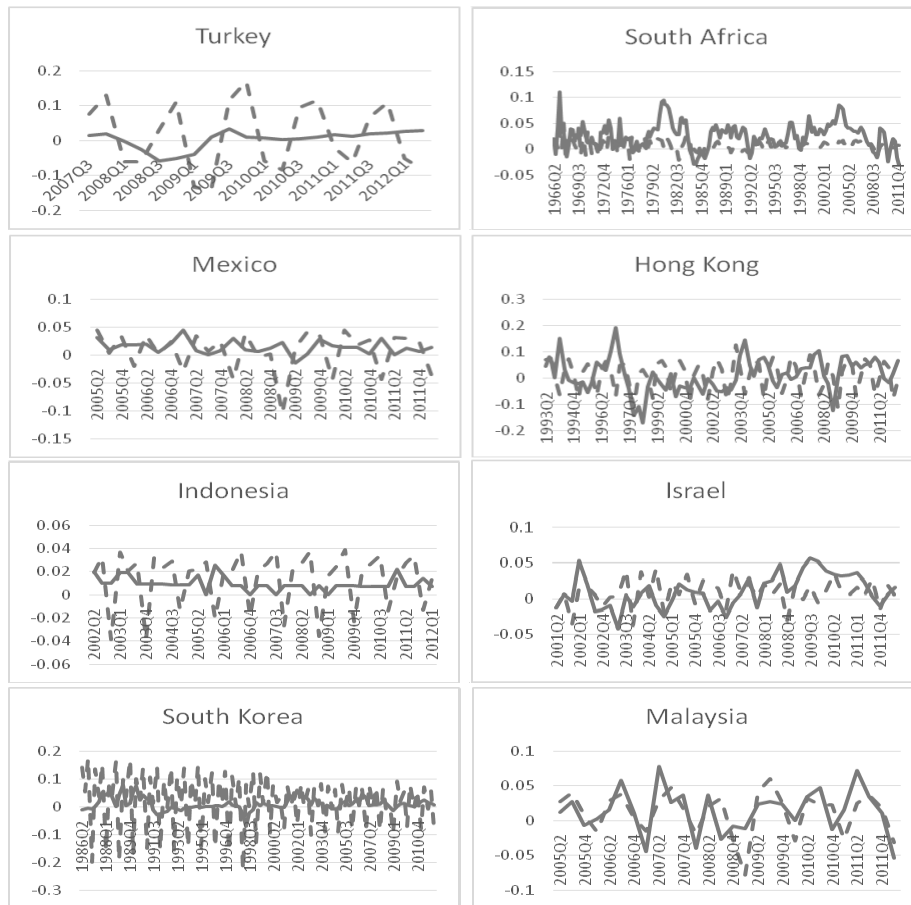 Turkey
0.2
0.1
0
-0.1
-0.2
2007Q3
2008Q1
2008Q3
2009Q1
2009Q3
2010Q1
2010Q3
2011Q1
2011Q3
2012Q1
South Africa
0.15
0.1
0.05
0
-0.05
1966Q2
1969Q3
1972Q4
1976Q1
1979Q2
1982Q3
1985Q4
1989Q1
1992Q2
1995Q3
1998Q4
2002Q1
2005Q2
2008Q3
2011Q4
Mexico
0.1
0.05
0
-0.05
-0.1
-0.15
2005Q2
2005Q4
2006Q2
2006Q4
2007Q2
2007Q4
2008Q2
2008Q4
2009Q2
2009Q4
2010Q2
2010Q4
2011Q2
2011Q4
Hong Kong
0.3
0.2
0.1
0
-0.1
-0.2
1993Q2
1994Q4
1996Q2
1997Q4
1999Q2
2000Q4
2002Q2
2003Q4
2005Q2
2006Q4
2008Q2
2009Q4
2011Q2
Indonesia
0.06
0.04
0.02
0
-0.02
-0.04
-0.06
2002Q2
2003Q1
2003Q4
2004Q3
2005Q2
2006Q1
2006Q4
2007Q3
2008Q2
2009Q1
2009Q4
2010Q3
2011Q2
2012Q1
Israel
0.1
0.05
0
-0.05
2001Q2
2002Q1
2002Q4
2003Q3
2004Q2
2005Q1
2005Q4
2006Q3
2007Q2
2008Q1
2008Q4
2009Q3
2010Q2
2011Q1
2011Q4
South Korea
0.2
0.1
0
-0.1
-0.2
-0.3
1986Q2
1988Q1
1989Q4
1991Q3
1993Q2
1995Q1
1996Q4
1998Q3
2000Q2
2002Q1
2003Q4
2005Q3
2007Q2
2009Q1
2010Q4
Malaysia
0.1
0.05
0
-0.05
-0.1
2005Q2
2005Q4
2006Q2
2006Q4
2007Q2
2007Q4
2008Q2
2008Q4
2009Q2
2009Q4
2010Q2
2010Q4
2011Q2
2011Q4